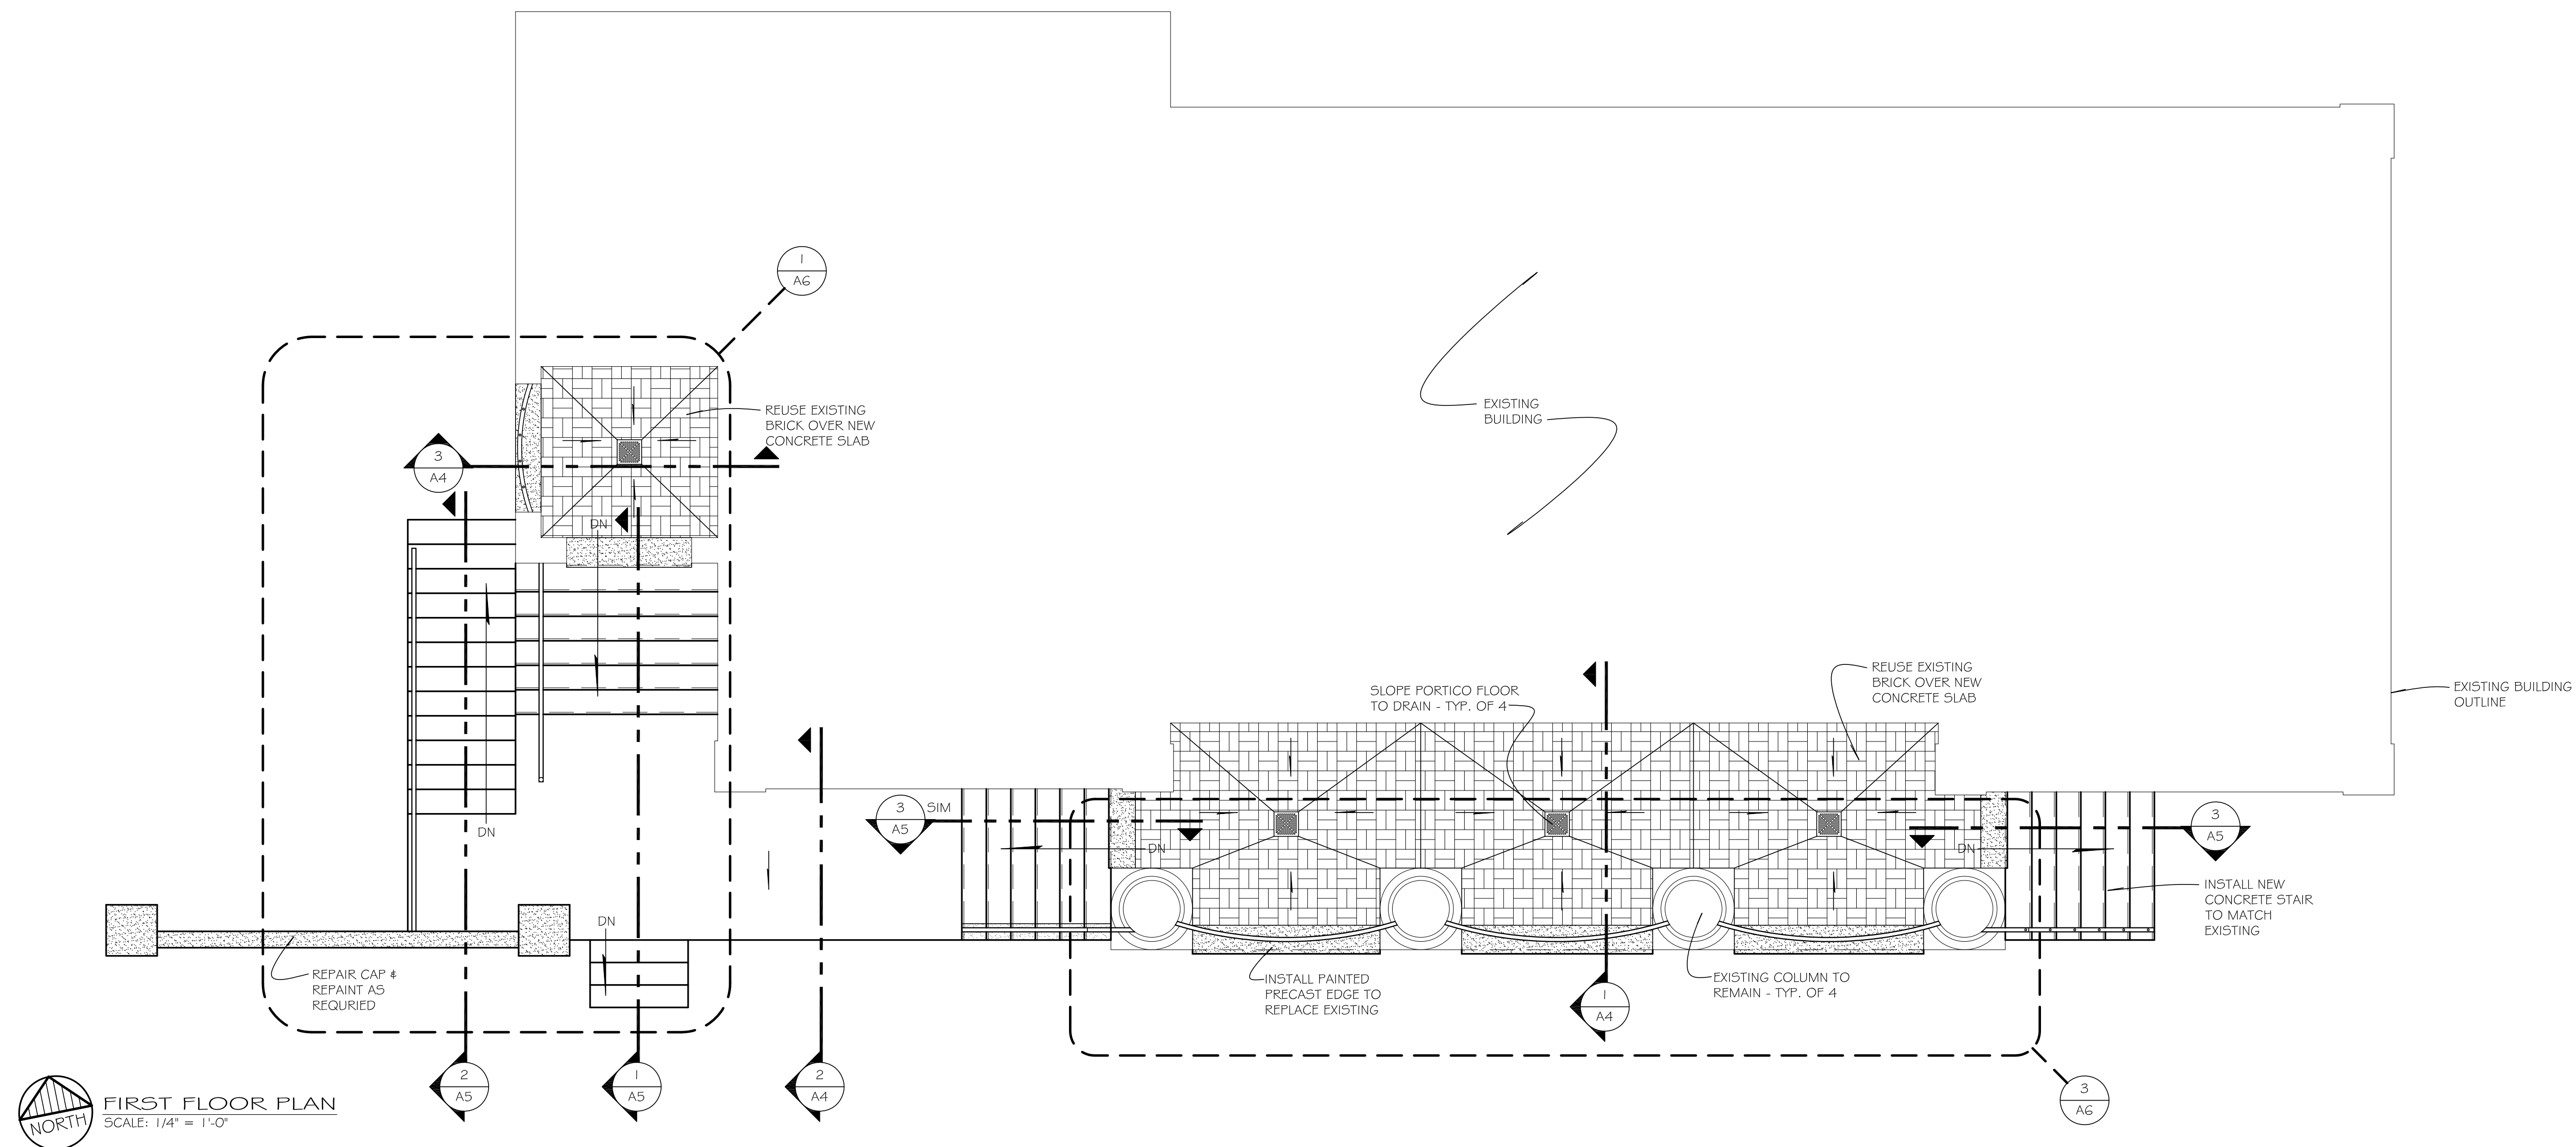 1
A6
REUSE EXISTING
BRICK OVER NEW
CONCRETE SLAB
EXISTING
BUILDING
3
A4
DN
REUSE EXISTING
BRICK OVER NEW
CONCRETE SLAB
SLOPE PORTICO FLOOR
TO DRAIN - TYP. OF 4
EXISTING BUILDING
OUTLINE
DN
3
A5
SIM
DN
DN
3
A5
INSTALL NEW
CONCRETE STAIR
TO MATCH
EXISTING
DN
REPAIR CAP &
REPAINT AS
REQURIED
INSTALL PAINTED
PRECAST EDGE TO
REPLACE EXISTING
EXISTING COLUMN TO
REMAIN - TYP. OF 4
1
A4
2
A5
1
A5
2
A4
3
A6
NORTH
FIRST FLOOR PLAN
SCALE: 1/4" = 1'-0"